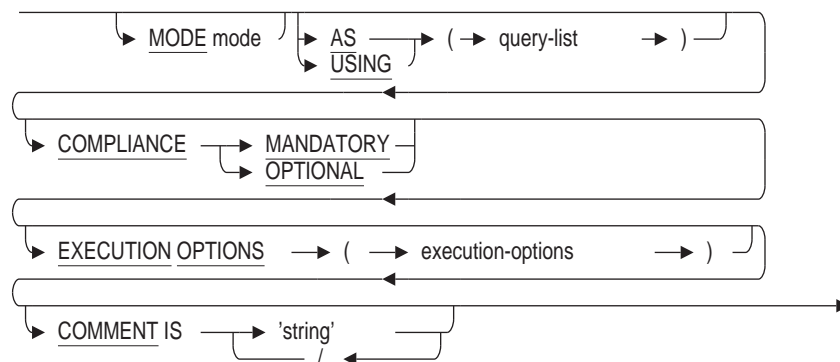 MODE mode AS ( query-list )
USING
COMPLIANCE MANDATORY
OPTIONAL
EXECUTION OPTIONS ( execution-options )
COMMENT IS 'string'
/